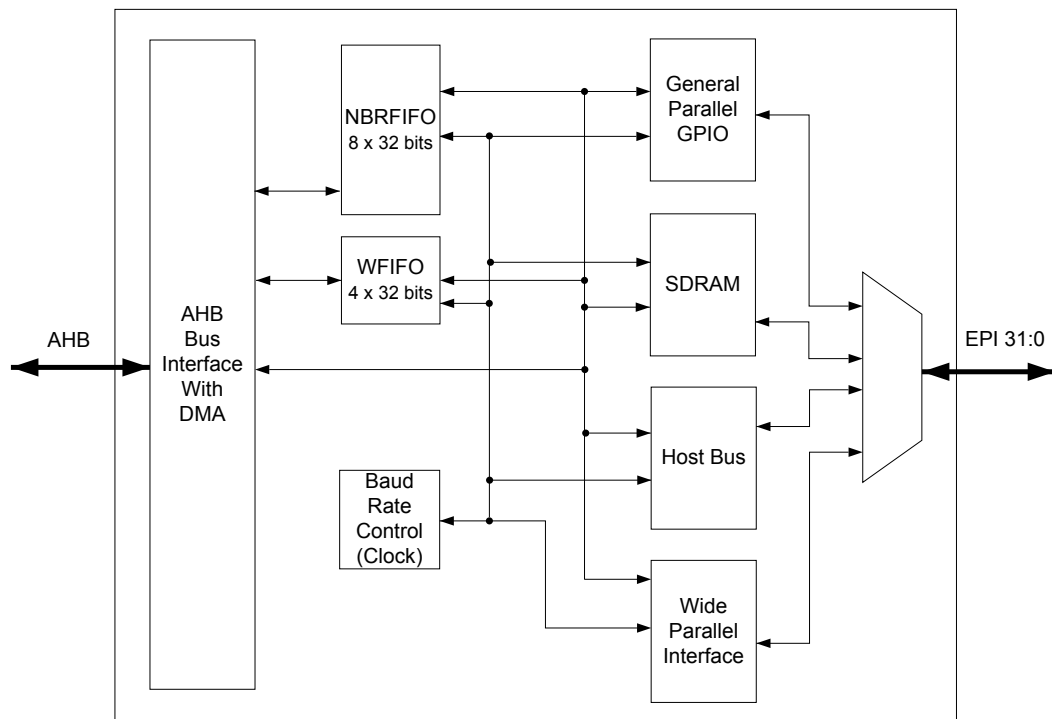 AHB
AHB
Bus
Interface
With
DMA
NBRFIFO
8 x 32 bits
WFIFO
4 x 32 bits
Baud
Rate
Control
(Clock)
General
Parallel
GPIO
SDRAM
Host Bus
Wide
Parallel
Interface
EPI 31:0